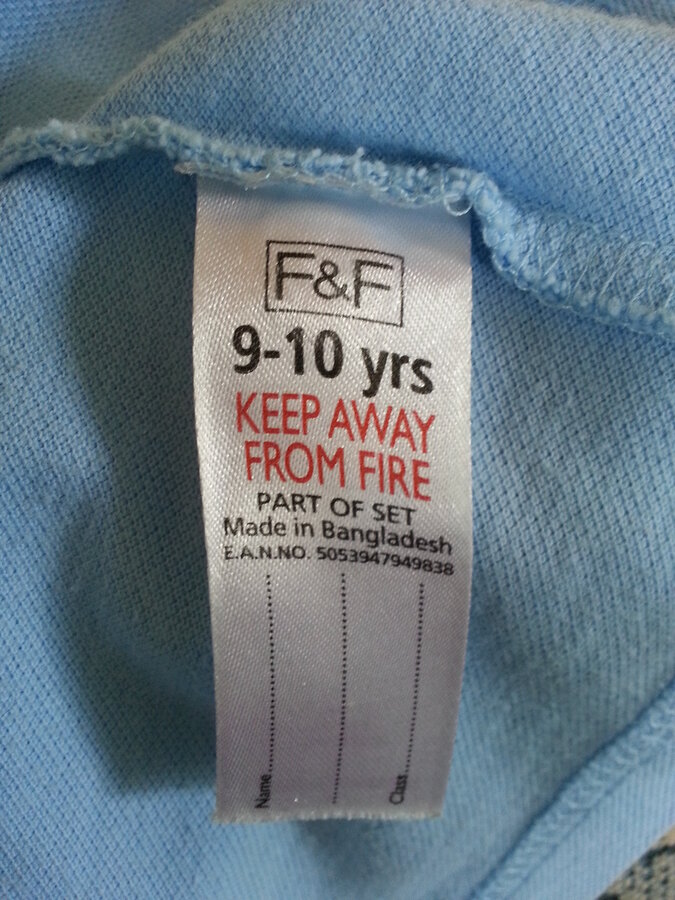 F&F
9-10 yrs
KEEP AWAY
FROM FIRE
PART OF SET
Made in Bangladesh
E.A.N.NO. 5053947949838
Name
Class